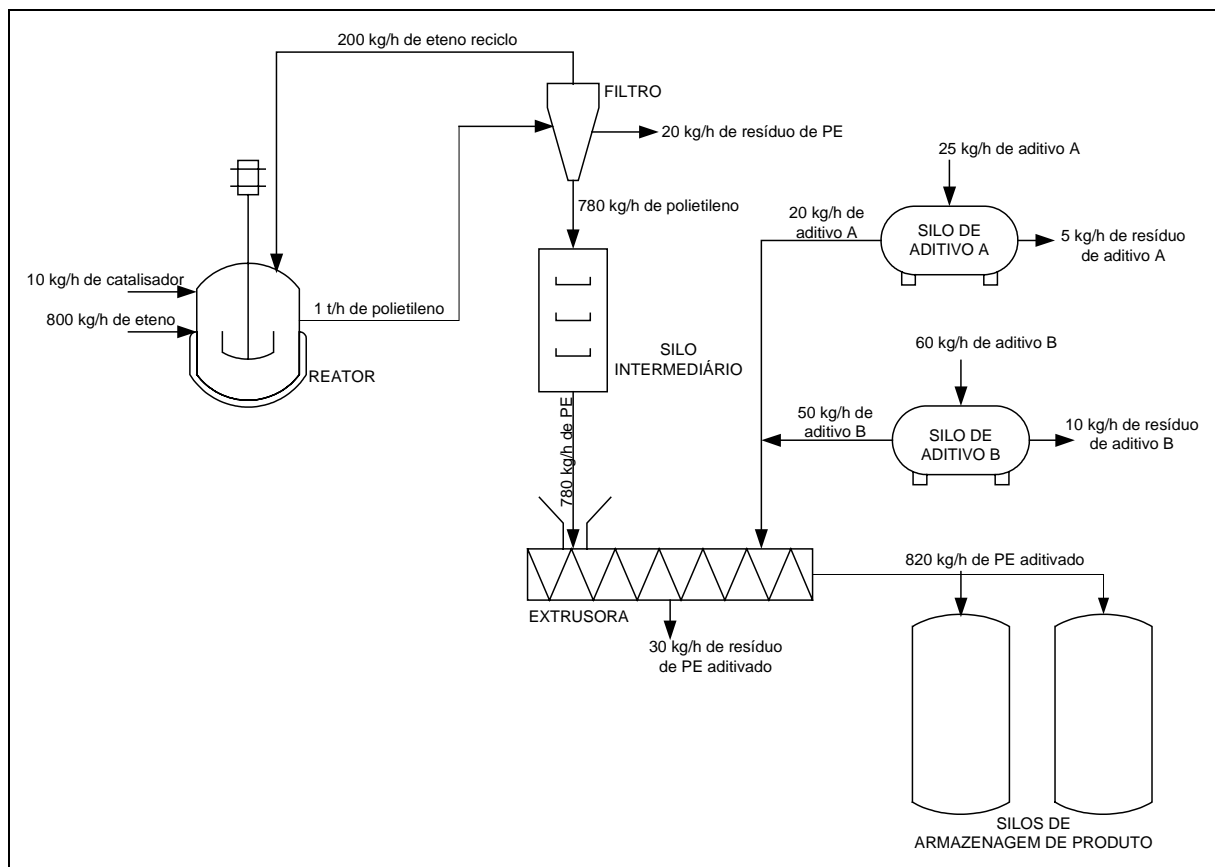 200 kg/h de eteno reciclo
FILTRO
20 kg/h de resíduo de PE
25 kg/h de aditivo A
780 kg/h de polietileno
20 kg/h de
aditivo A
SILO DE
ADITIVO A
5 kg/h de resíduo
de aditivo A
10 kg/h de catalisador
1 t/h de polietileno
800 kg/h de eteno
REATOR
SILO
INTERMEDIÁRIO
60 kg/h de aditivo B
780 kg/h de PE
50 kg/h de
aditivo B
SILO DE
ADITIVO B
10 kg/h de resíduo
de aditivo B
820 kg/h de PE aditivado
EXTRUSORA
30 kg/h de resíduo
de PE aditivado
SILOS DE
ARMAZENAGEM DE PRODUTO